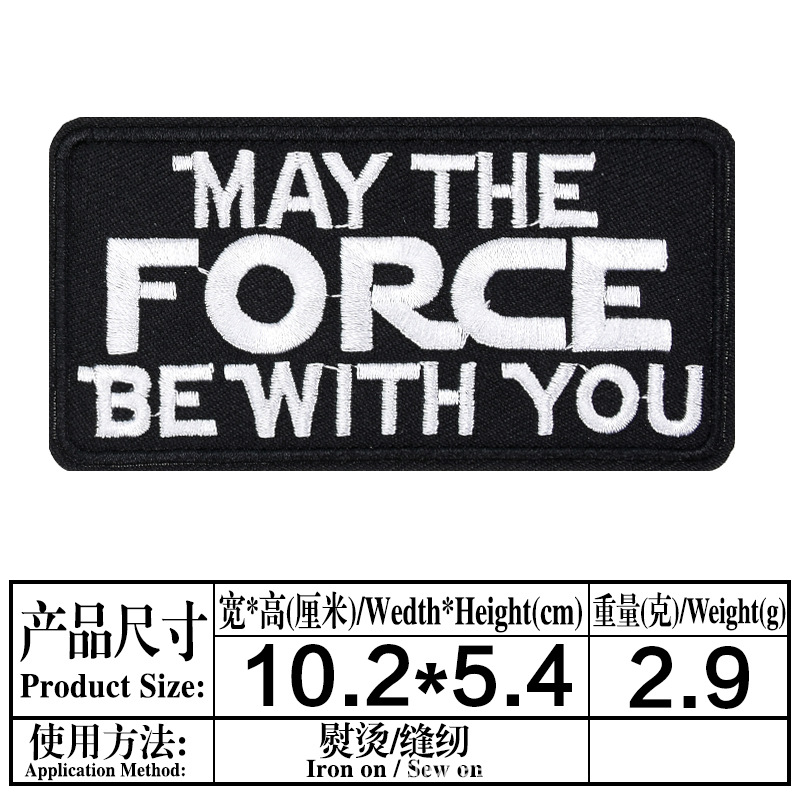 MAY THE
FORCE
BE WITH YOU
产品尺寸
Product Size:
宽*高(厘米)/Wedth*Height(cm)
重量(克)/Weight(g)
10.2*5.4
2.9
使用方法:
Application Method:
熨烫/缝纫
Iron on / Sew on